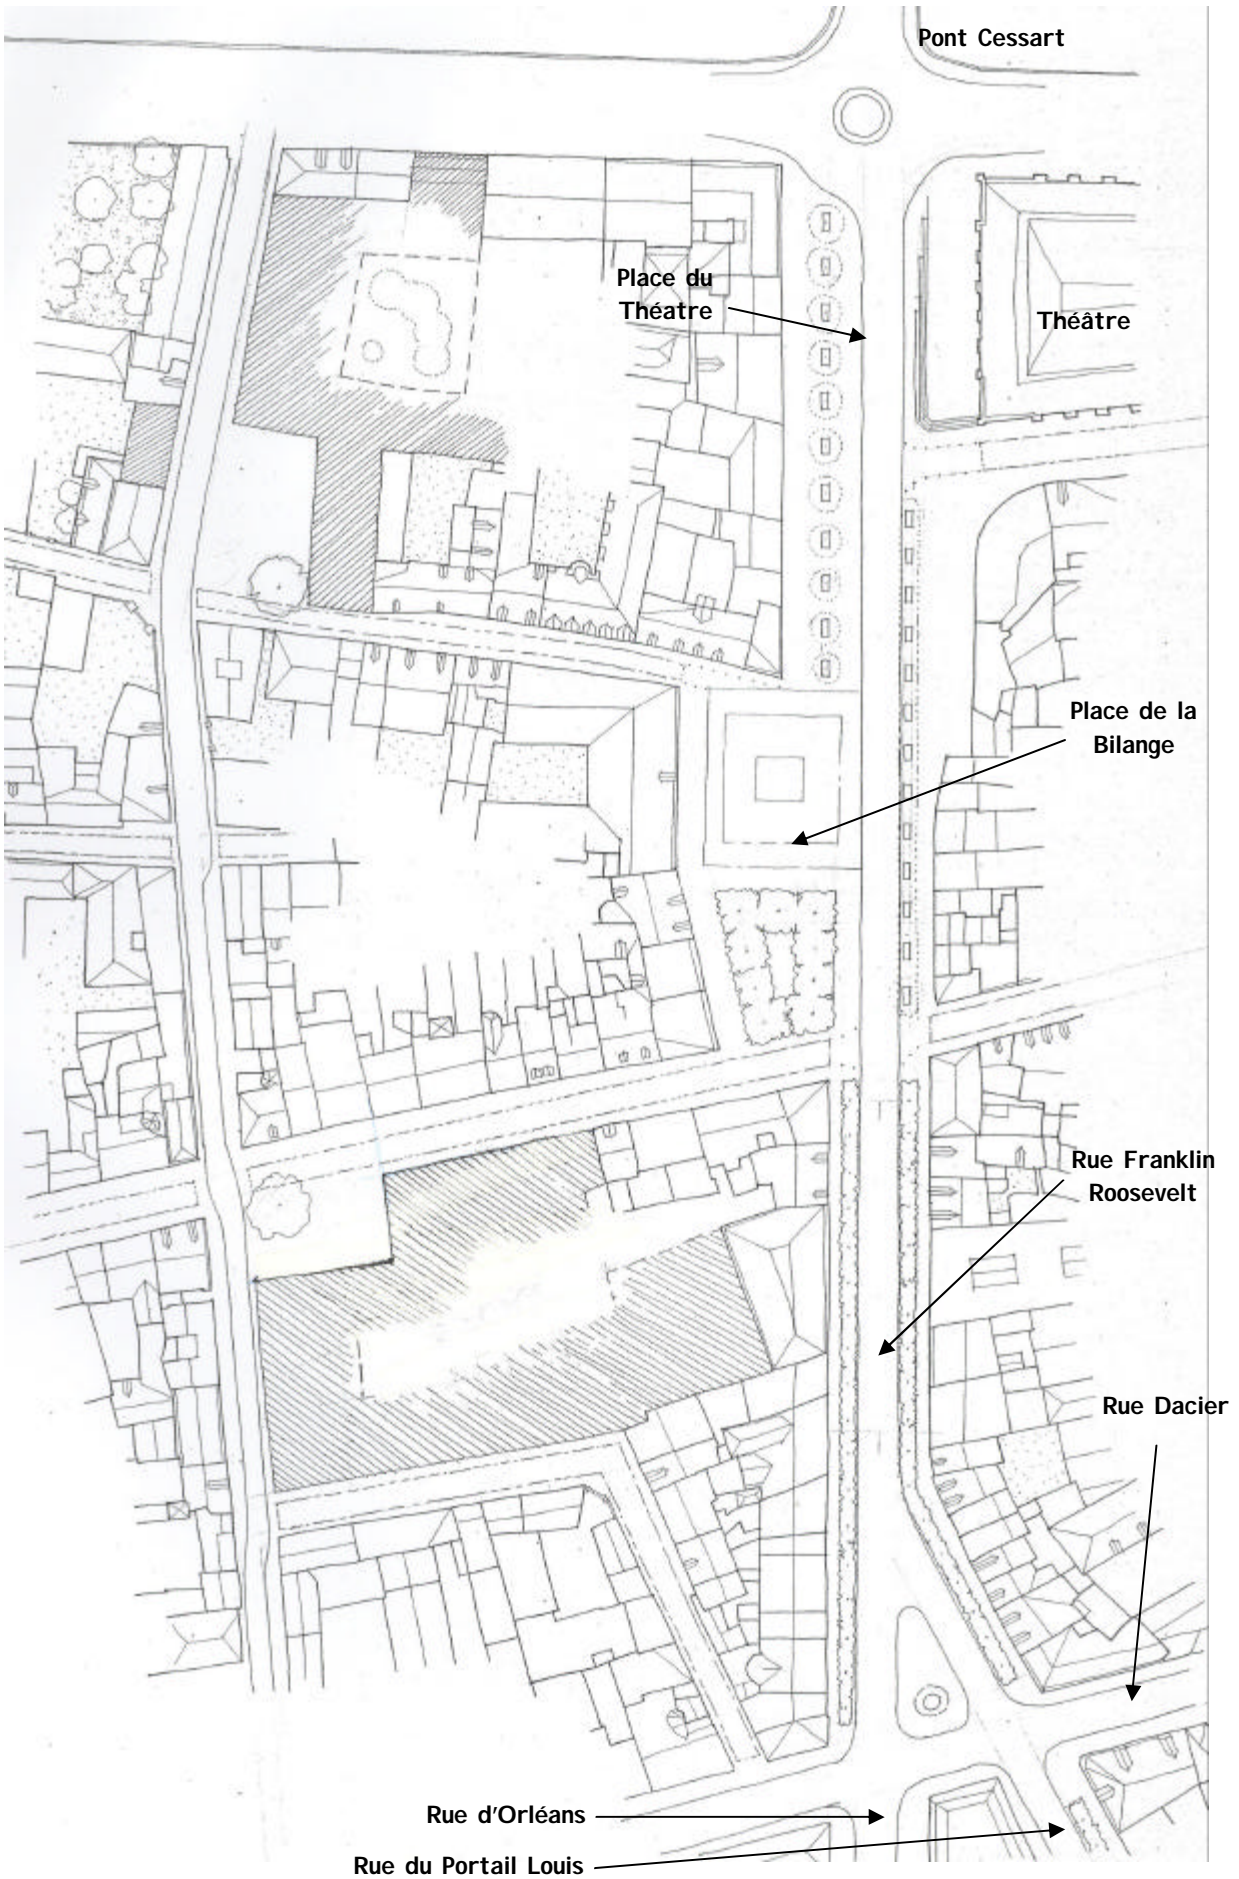 Pont Cessart
Place du
Théatre
Théâtre
Place de la
Bilange
Rue Franklin
Roosevelt
Rue Dacier
Rue d'Orléans
Rue du Portail Louis